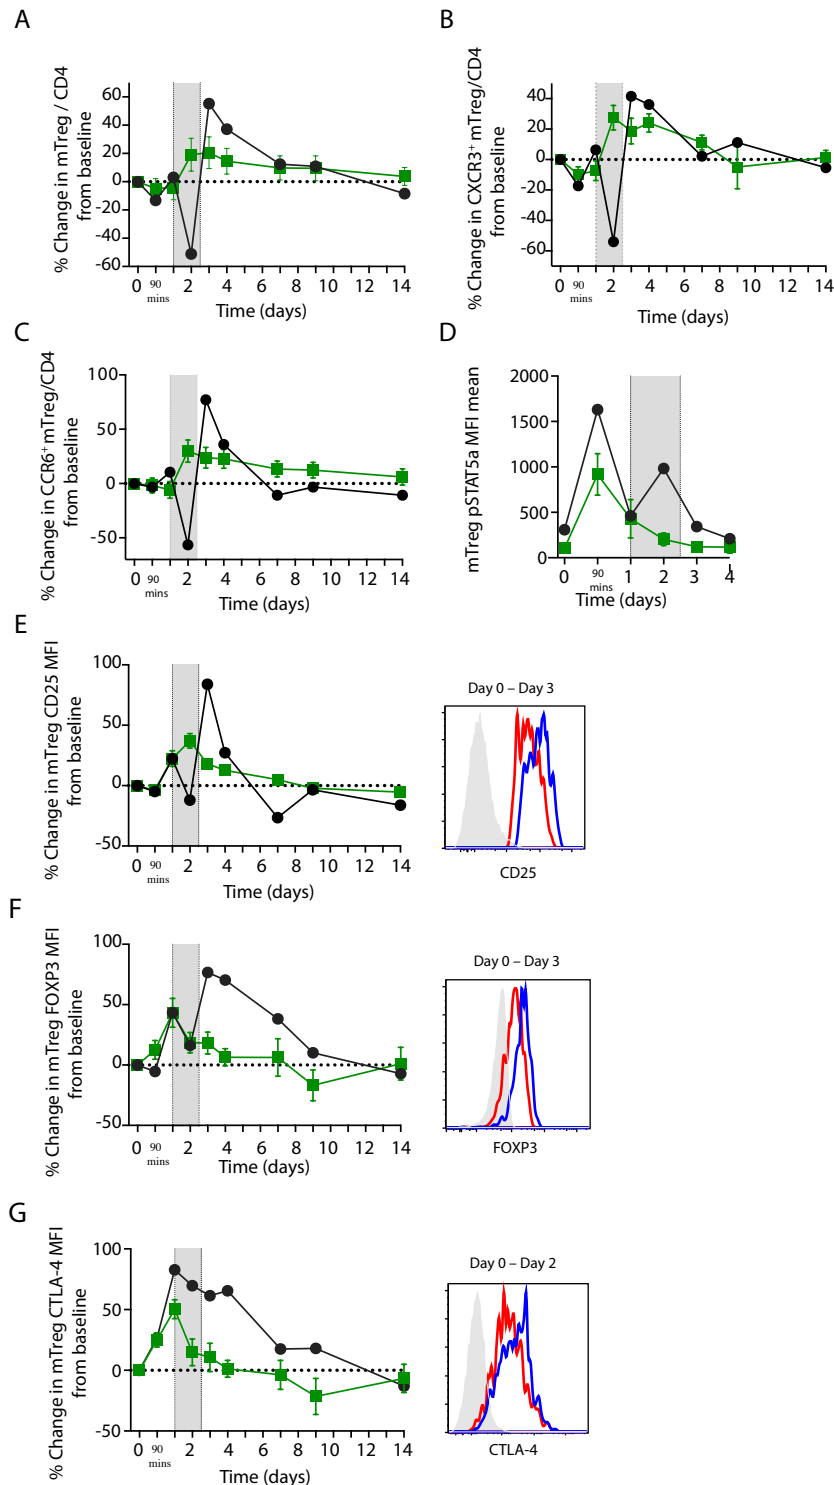 A
% Change in mTreg / CD4
from baseline
60
40
20
0
-20
-40
-60
0
90
mins
2
4
6
8
10
12
14
Time (days)
B
% Change in CXCR3⁺ mTreg/CD4
from baseline
40
20
0
-20
-40
-60
0
90
mins
2
4
6
8
10
12
14
Time (days)
C
% Change in CCR6⁺ mTreg/CD4
from baseline
100
50
0
-50
0
90
mins
2
4
6
8
10
12
14
Time (days)
D
mTreg pSTAT5a MFI mean
2000
1500
1000
500
0
0
90
mins
1
2
3
4
Time (days)
E
% Change in mTreg CD25 MFI
from baseline
100
50
0
-50
0
90
mins
2
4
6
8
10
12
14
Time (days)
Day 0 – Day 3
CD25
F
% Change in mTreg FOXP3 MFI
from baseline
100
50
0
-50
0
90
mins
2
4
6
8
10
12
14
Time (days)
Day 0 – Day 3
FOXP3
G
% Change in mTreg CTLA-4 MFI
from baseline
100
50
0
-50
0
90
mins
2
4
6
8
10
12
14
Time (days)
Day 0 – Day 2
CTLA-4